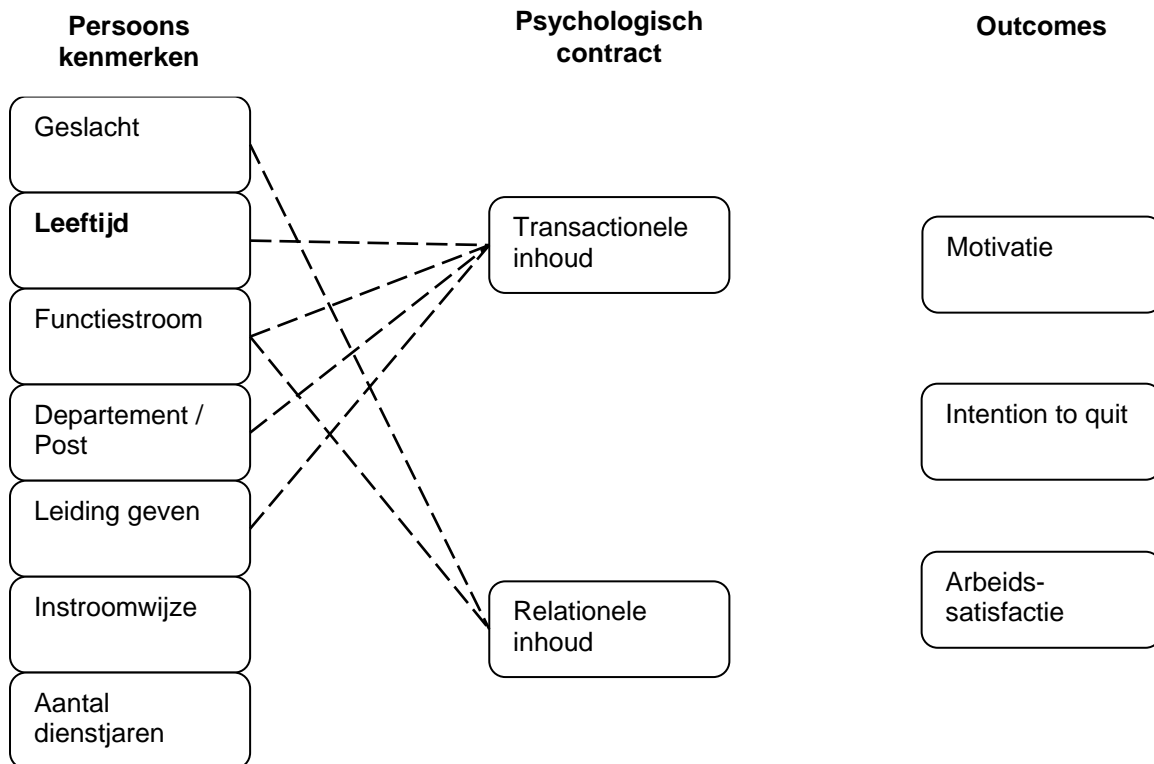 Persoons
kenmerken
Psychologisch
contract
Outcomes
Geslacht
Leeftijd
Functiestroom
Departement /
Post
Leiding geven
Instroomwijze
Aantal
dienstjaren
Transactionele
inhoud
Relationele
inhoud
Motivatie
Intention to quit
Arbeids-
satisfactie